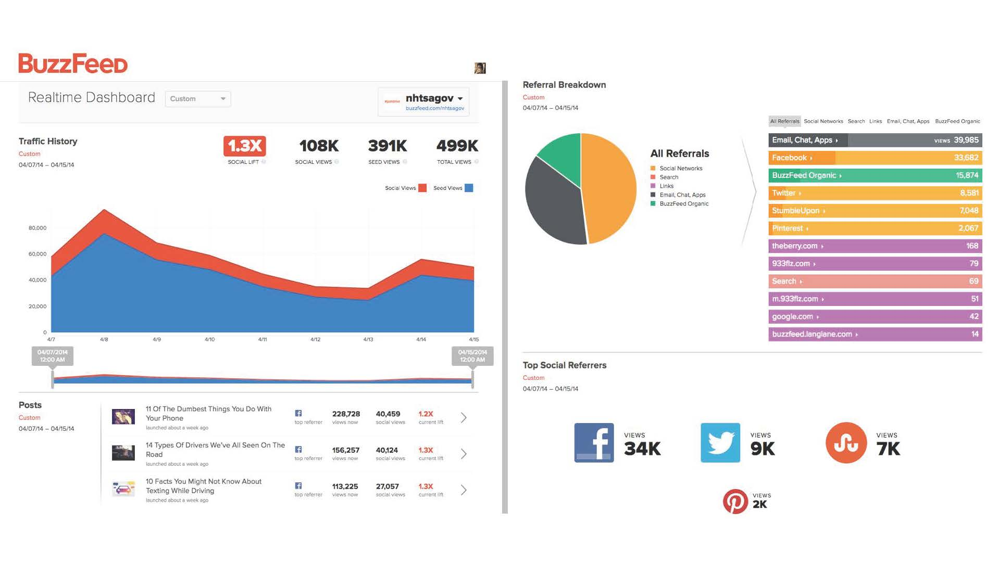 BuzzFeed
Realtime Dashboard
Custom
#justdrive
nhtsagov
buzzfeed.com/nhtsagov
Traffic History
Custom
04/07/14 – 04/15/14
1.3X
SOCIAL LIFT
108K
SOCIAL VIEWS
391K
SEED VIEWS
499K
TOTAL VIEWS
Social Views
Seed Views
80,000
60,000
40,000
20,000
0
4/7
4/8
4/9
4/10
4/11
4/12
4/13
4/14
4/15
04/07/2014
12:00 AM
04/15/2014
12:00 AM
Posts
Custom
04/07/14 – 04/15/14
11 Of The Dumbest Things You Do With
Your Phone
launched about a week ago
top referrer
228,728
views now
40,459
social views
1.2X
current lift
14 Types Of Drivers We've All Seen On The
Road
launched about a week ago
top referrer
156,257
views now
40,124
social views
1.3X
current lift
10 Facts You Might Not Know About
Texting While Driving
launched about a week ago
top referrer
113,225
views now
27,057
social views
1.3X
current lift
Referral Breakdown
Custom
04/07/14 – 04/15/14
All Referrals
Social Networks
Search
Links
Email, Chat, Apps
BuzzFeed Organic
All Referrals Social Networks Search Links Email, Chat, Apps BuzzFeed Organic
Email, Chat, Apps VIEWS 39,985
Facebook 33,682
BuzzFeed Organic 15,874
Twitter 8,581
StumbleUpon 7,048
Pinterest 2,067
theberry.com 168
933flz.com 79
Search 69
m.933flz.com 51
google.com 42
buzzfeed.langlane.com 14
Top Social Referrers
Custom
04/07/14 – 04/15/14
VIEWS
34K
VIEWS
9K
VIEWS
7K
VIEWS
2K